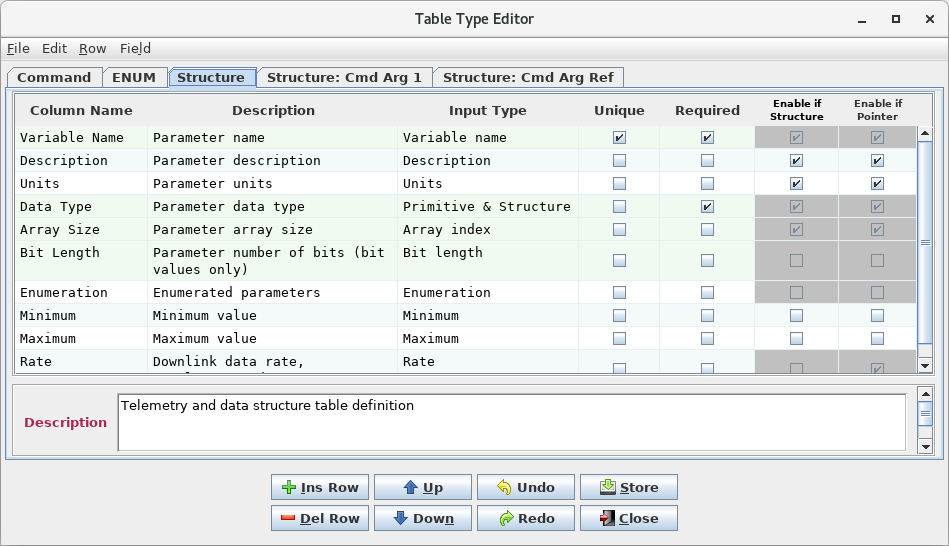 Table Type Editor
File Edit Row Field
Command ENUM Structure Structure: Cmd Arg 1 Structure: Cmd Arg Ref
Column Name Description Input Type Unique Required Enable if Structure Enable if Pointer
Variable Name Parameter name Variable name
Description Parameter description Description
Units Parameter units Units
Data Type Parameter data type Primitive & Structure
Array Size Parameter array size Array index
Bit Length Parameter number of bits (bit Bit length
values only)
Enumeration Enumerated parameters Enumeration
Minimum Minimum value Minimum
Maximum Maximum value Maximum
Rate Downlink data rate, Rate
Description Telemetry and data structure table definition
Ins Row Up Undo Store
Del Row Down Redo Close